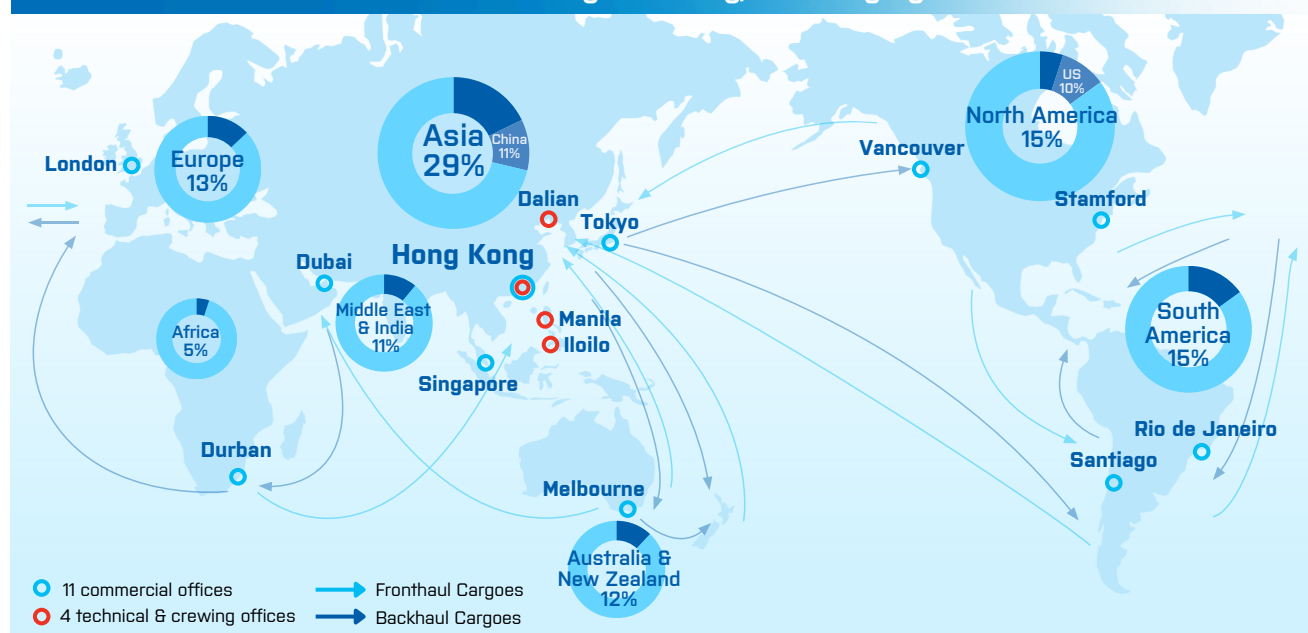 London
Europe
13%
Asia
29%
China
11%
Dalian
Tokyo
Hong Kong
Dubai
Middle East
& India
11%
Africa
5%
Manila
Iloilo
Singapore
Durban
Melbourne
Australia &
New Zealand
12%
Vancouver
North America
15%
US
10%
Stamford
South
America
15%
Rio de Janeiro
Santiago
11 commercial offices
4 technical & crewing offices
Fronthaul Cargoes
Backhaul Cargoes